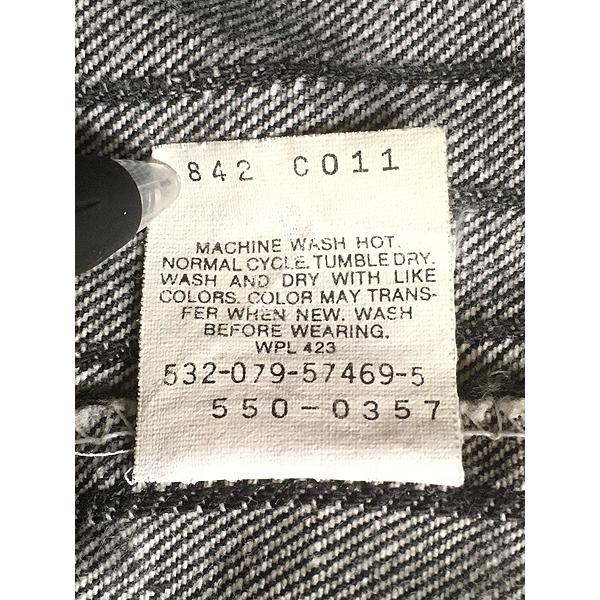 842 C011
MACHINE WASH HOT.
NORMAL CYCLE. TUMBLE DRY.
WASH AND DRY WITH LIKE
COLORS. COLOR MAY TRANS-
FER WHEN NEW. WASH
BEFORE WEARING.
WPL 423
532-079-57469-5
550-0357